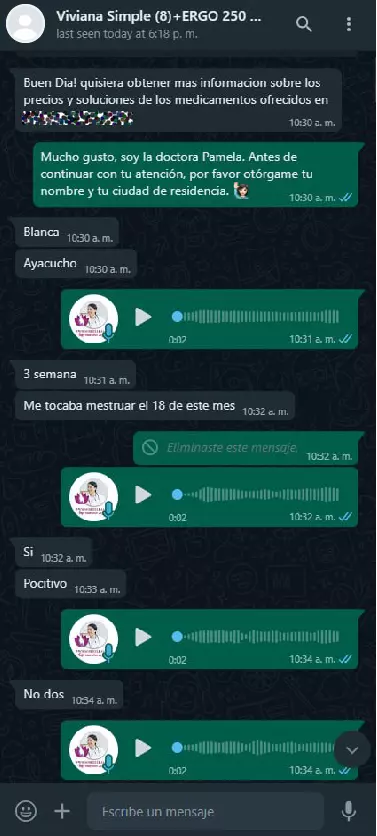 Viviana Simple (8)+ERGO 250 ...
last seen today at 6:18 p. m.
Buen Dia! quisiera obtener mas informacion sobre los
precios y soluciones de los medicamentos ofrecidos en
10:30 a. m.
Mucho gusto, soy la doctora Pamela. Antes de
continuar con tu atención, por favor otórgame tu
nombre y tu ciudad de residencia.
10:30 a. m.
Blanca 10:30 a. m.
Ayacucho 10:30 a. m.
0:02 10:31 a. m.
3 semana 10:31 a. m.
Me tocaba mestruar el 18 de este mes 10:32 a. m.
Eliminaste este mensaje. 10:32 a. m.
0:02 10:32 a. m.
Si 10:32 a. m.
Pocitivo 10:33 a. m.
0:02 10:34 a. m.
No dos 10:34 a. m.
0:02 10:34 a. m.
Escribe un mensaje